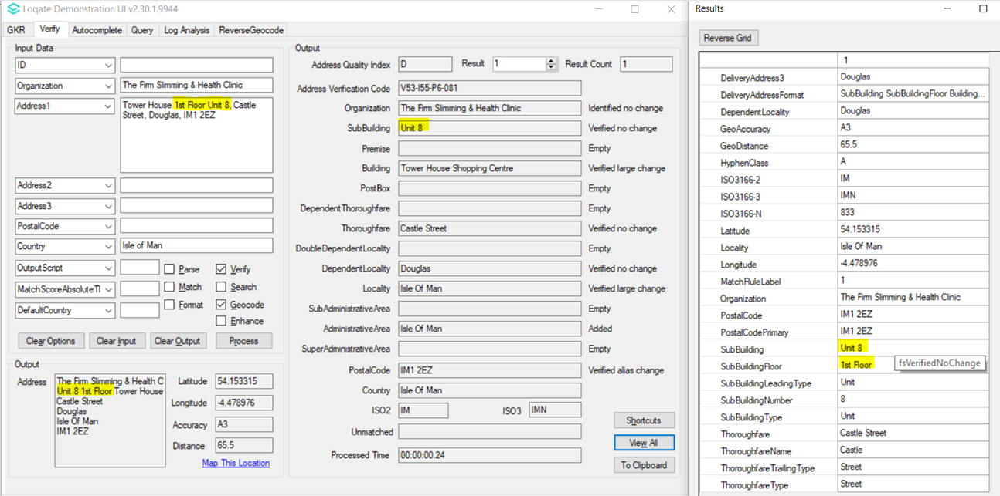 Loqate Demonstration UI v2.30.1.9944
GKR Verify Autocomplete Query Log Analysis ReverseGeocode
Input Data
ID
Organization The Firm Slimming & Health Clinic
Address1 Tower House 1st Floor Unit 8, Castle
Street, Douglas, IM1 2EZ
Address2
Address3
PostalCode
Country Isle of Man
OutputScript Parse Verify
MatchScoreAbsoluteTl Match Search
DefaultCountry Format Geocode
Enhance
Clear Options Clear Input Clear Output Process
Output
Address The Firm Slimming & Health C
Unit 8 1st Floor Tower House
Castle Street
Douglas
Isle Of Man
IM1 2EZ
Latitude 54.153315
Longitude -4.478976
Accuracy A3
Distance 65.5
Map This Location
Output
Address Quality Index D Result 1 Result Count 1
Address Verification Code V53-I55-P6-081
Organization The Firm Slimming & Health Clinic Identified no change
SubBuilding Unit 8 Verified no change
Premise Empty
Building Tower House Shopping Centre Verified large change
PostBox Empty
DependentThoroughfare Empty
Thoroughfare Castle Street Verified no change
DoubleDependentLocality Empty
DependentLocality Douglas Verified no change
Locality Isle Of Man Verified large change
SubAdministrativeArea Empty
AdministrativeArea Isle Of Man Added
SuperAdministrativeArea Empty
PostalCode IM1 2EZ Verified alias change
Country Isle Of Man
ISO2 IM ISO3 IMN
Unmatched
Processed Time 00:00:00.24
Shortcuts
View All
To Clipboard
Results
Reverse Grid
1
DeliveryAddress3 Douglas
DeliveryAddressFormat SubBuilding SubBuildingFloor Building...
DependentLocality Douglas
GeoAccuracy A3
GeoDistance 65.5
HyphenClass A
ISO3166-2 IM
ISO3166-3 IMN
ISO3166-N 833
Latitude 54.153315
Locality Isle Of Man
Longitude -4.478976
MatchRuleLabel 1
Organization The Firm Slimming & Health Clinic
PostalCode IM1 2EZ
PostalCodePrimary IM1 2EZ
SubBuilding Unit 8
SubBuildingFloor 1st Floor fsVerifiedNoChange
SubBuildingLeadingType Unit
SubBuildingNumber 8
SubBuildingType Unit
Thoroughfare Castle Street
ThoroughfareName Castle
ThoroughfareTrailingType Street
ThoroughfareType Street